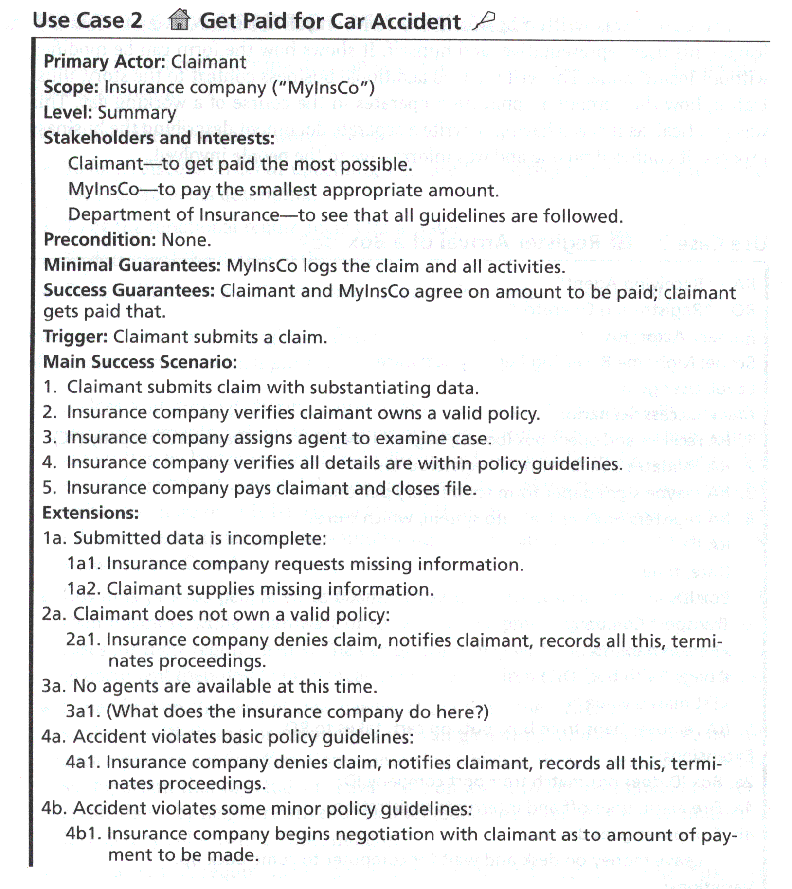 Use Case 2 Get Paid for Car Accident
Primary Actor: Claimant
Scope: Insurance company (“MyInsCo”)
Level: Summary
Stakeholders and Interests:
Claimant—to get paid the most possible.
MyInsCo—to pay the smallest appropriate amount.
Department of Insurance—to see that all guidelines are followed.
Precondition: None.
Minimal Guarantees: MyInsCo logs the claim and all activities.
Success Guarantees: Claimant and MyInsCo agree on amount to be paid; claimant
gets paid that.
Trigger: Claimant submits a claim.
Main Success Scenario:
1. Claimant submits claim with substantiating data.
2. Insurance company verifies claimant owns a valid policy.
3. Insurance company assigns agent to examine case.
4. Insurance company verifies all details are within policy guidelines.
5. Insurance company pays claimant and closes file.
Extensions:
1a. Submitted data is incomplete:
1a1. Insurance company requests missing information.
1a2. Claimant supplies missing information.
2a. Claimant does not own a valid policy:
2a1. Insurance company denies claim, notifies claimant, records all this, termi-
nates proceedings.
3a. No agents are available at this time.
3a1. (What does the insurance company do here?)
4a. Accident violates basic policy guidelines:
4a1. Insurance company denies claim, notifies claimant, records all this, termi-
nates proceedings.
4b. Accident violates some minor policy guidelines:
4b1. Insurance company begins negotiation with claimant as to amount of pay-
ment to be made.